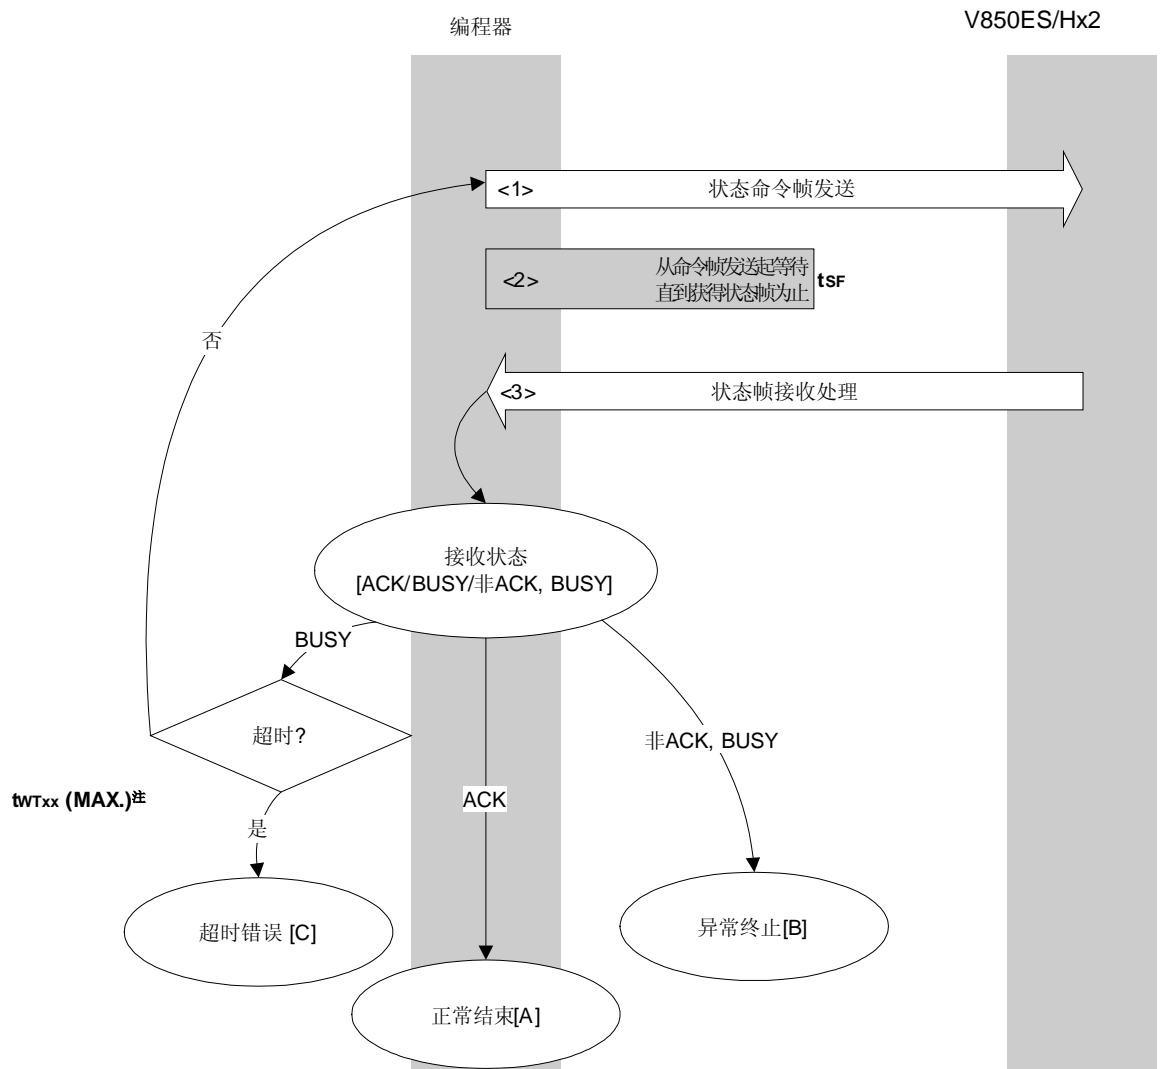 编程器
V850ES/Hx2
<1> 状态命令帧发送
<2> 从命令帧发送起等待
直到获得状态帧为止
tSF
否
<3> 状态帧接收处理
接收状态
[ACK/BUSY/非ACK, BUSY]
BUSY
超时?
非ACK, BUSY
tWTxx (MAX.)注
ACK
是
超时错误 [C]
异常终止[B]
正常结束[A]